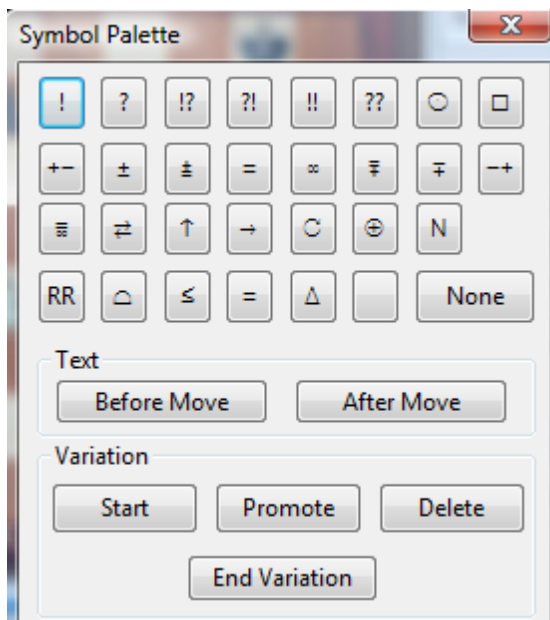 Symbol Palette
! ? !? ?! !! ?? ○ □
+− ± ⩲ = ∞ ⩱ ∓ −+
⇄ ↑ → C ⊕ N
RR ⌓ ≤ = Δ None
Text
Before Move After Move
Variation
Start Promote Delete
End Variation